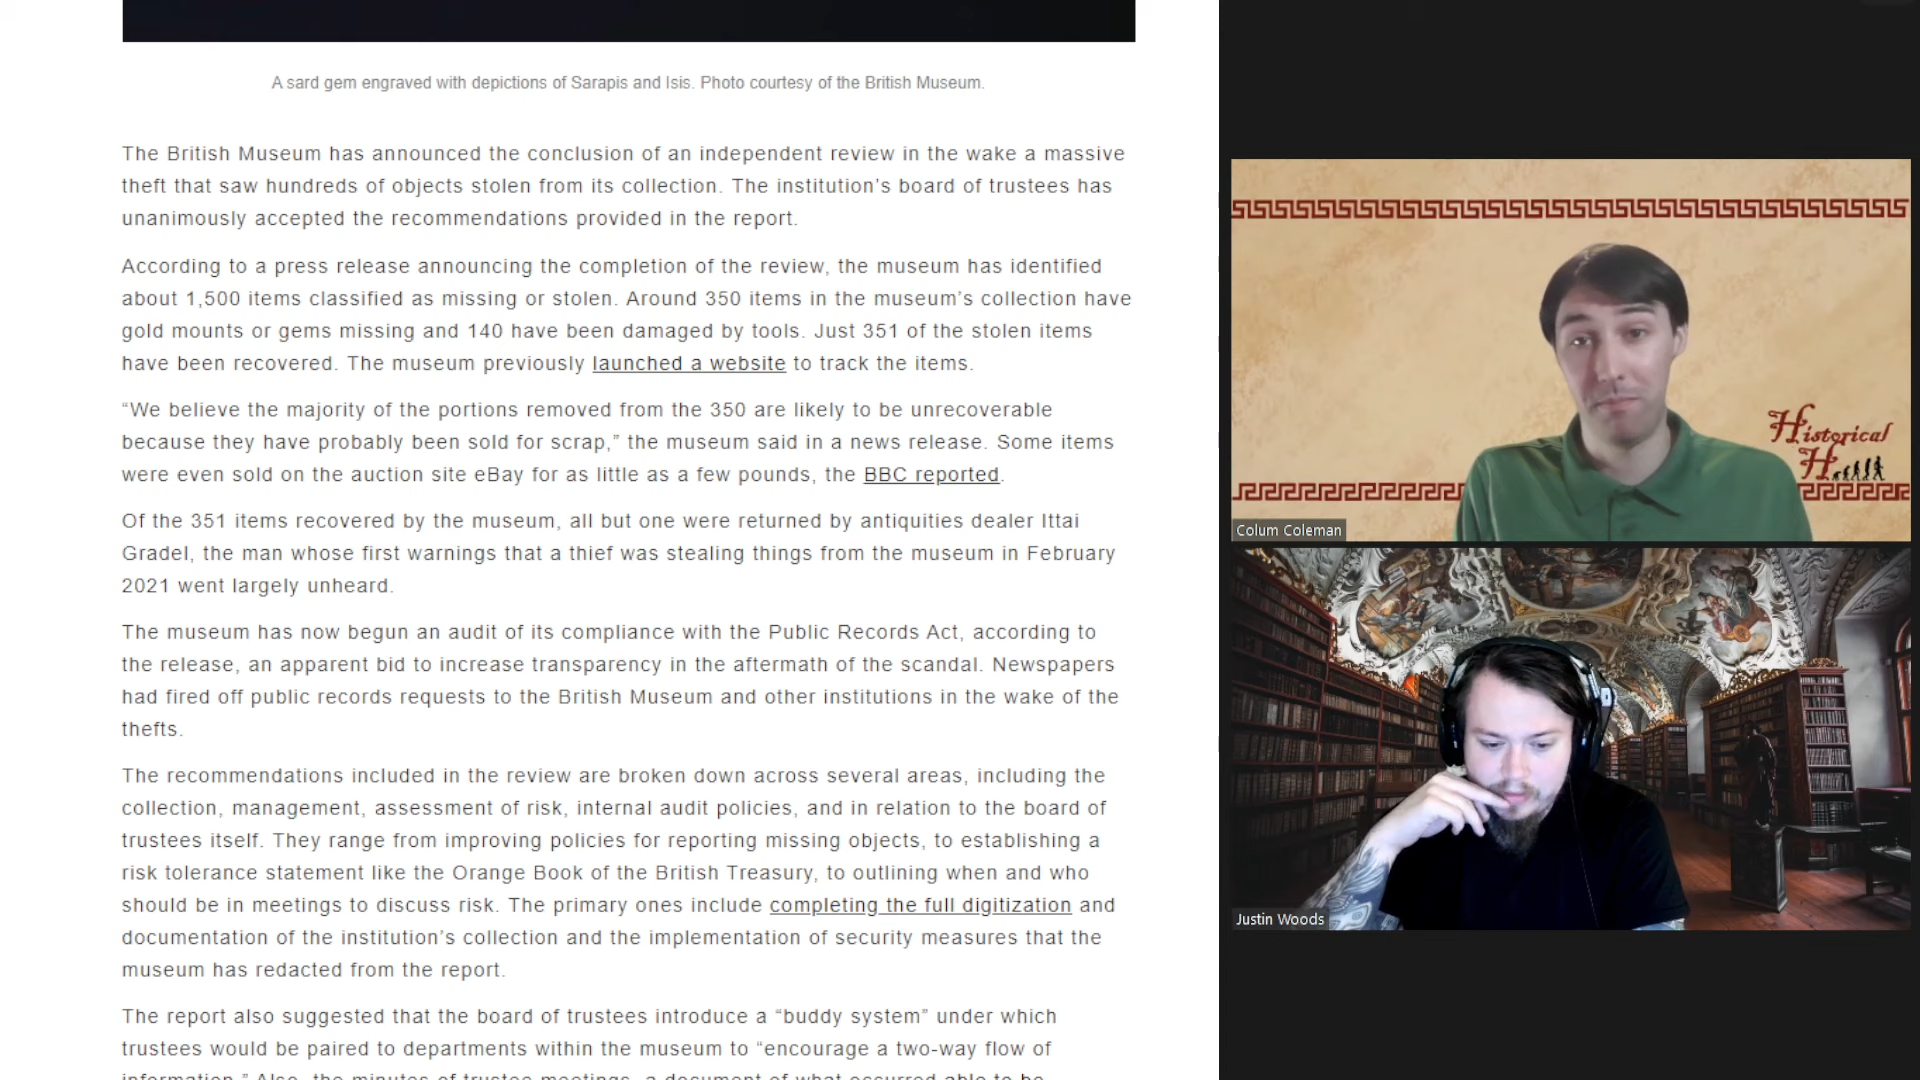 A sard gem engraved with depictions of Sarapis and Isis. Photo courtesy of the British Museum.
The British Museum has announced the conclusion of an independent review in the wake a massive
theft that saw hundreds of objects stolen from its collection. The institution’s board of trustees has
unanimously accepted the recommendations provided in the report.
According to a press release announcing the completion of the review, the museum has identified
about 1,500 items classified as missing or stolen. Around 350 items in the museum’s collection have
gold mounts or gems missing and 140 have been damaged by tools. Just 351 of the stolen items
have been recovered. The museum previously launched a website to track the items.
“We believe the majority of the portions removed from the 350 are likely to be unrecoverable
because they have probably been sold for scrap,” the museum said in a news release. Some items
were even sold on the auction site eBay for as little as a few pounds, the BBC reported.
Of the 351 items recovered by the museum, all but one were returned by antiquities dealer Ittai
Gradel, the man whose first warnings that a thief was stealing things from the museum in February
2021 went largely unheard.
The museum has now begun an audit of its compliance with the Public Records Act, according to
the release, an apparent bid to increase transparency in the aftermath of the scandal. Newspapers
had fired off public records requests to the British Museum and other institutions in the wake of the
thefts.
The recommendations included in the review are broken down across several areas, including the
collection, management, assessment of risk, internal audit policies, and in relation to the board of
trustees itself. They range from improving policies for reporting missing objects, to establishing a
risk tolerance statement like the Orange Book of the British Treasury, to outlining when and who
should be in meetings to discuss risk. The primary ones include completing the full digitization and
documentation of the institution’s collection and the implementation of security measures that the
museum has redacted from the report.
The report also suggested that the board of trustees introduce a “buddy system” under which
trustees would be paired to departments within the museum to “encourage a two-way flow of
information.” Also, the minutes of trustee meetings, a document of what occurred able to be
Historical
H
Colum Coleman
Justin Woods